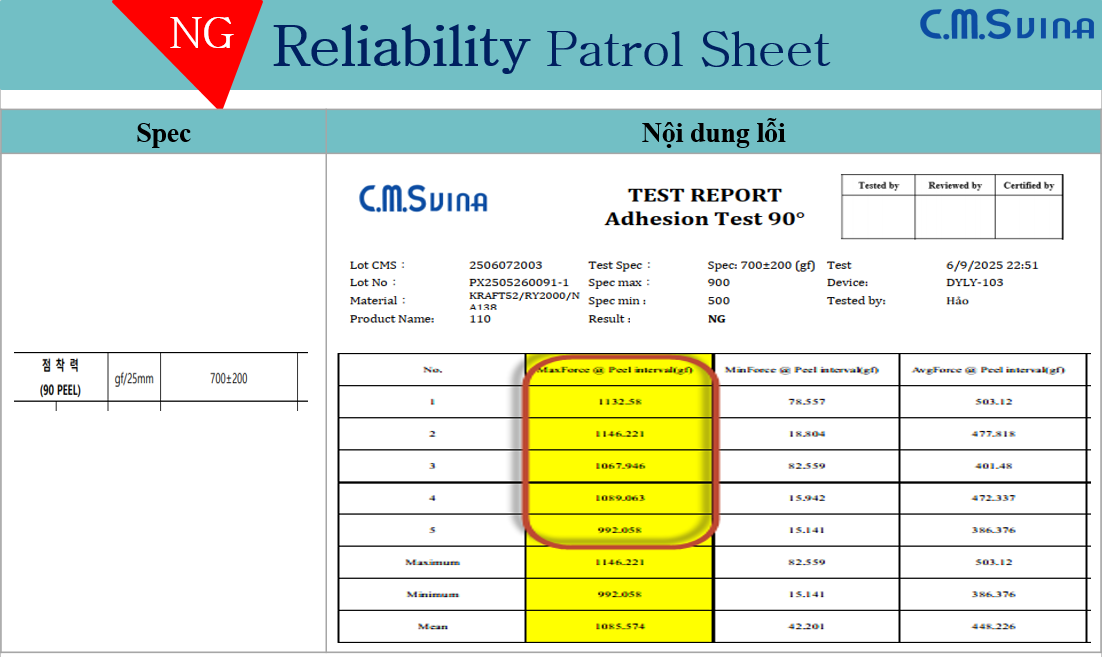 NG
Reliability Patrol Sheet
C.M.S VINA
Spec
Nội dung lỗi
점 착 력
(90 PEEL)
gf/25mm
700±200
C.M.S VINA
TEST REPORT
Adhesion Test 90°
Tested by Reviewed by Certified by
Lot CMS : 2506072003 Test Spec : Spec: 700±200 (gf) Test 6/9/2025 22:51
Lot No : PX2505260091-1 Spec max : 900 Device: DYLY-103
Material : KRAFT52/RY2000/N Spec min : 500 Tested by: Hảo
A138
Product Name: 110 Result : NG
No. MaxForce @ Peel interval(gf) MinForce @ Peel interval(gf) AvgForce @ Peel interval(gf)
1 1132.58 78.557 503.12
2 1146.221 18.804 477.818
3 1067.946 82.559 401.48
4 1089.063 15.942 472.337
5 992.058 15.141 386.376
Maximum 1146.221 82.559 503.12
Minimum 992.058 15.141 386.376
Mean 1085.574 42.201 448.226